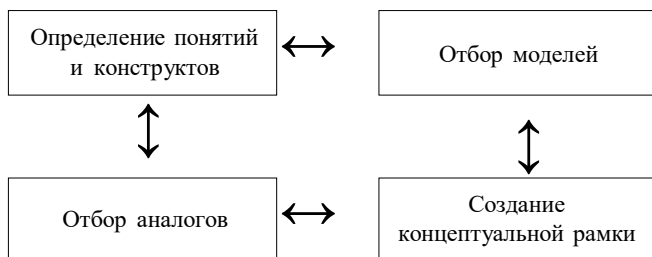 Определение понятий
и конструктов
Отбор моделей
Отбор аналогов
Создание
концептуальной рамки